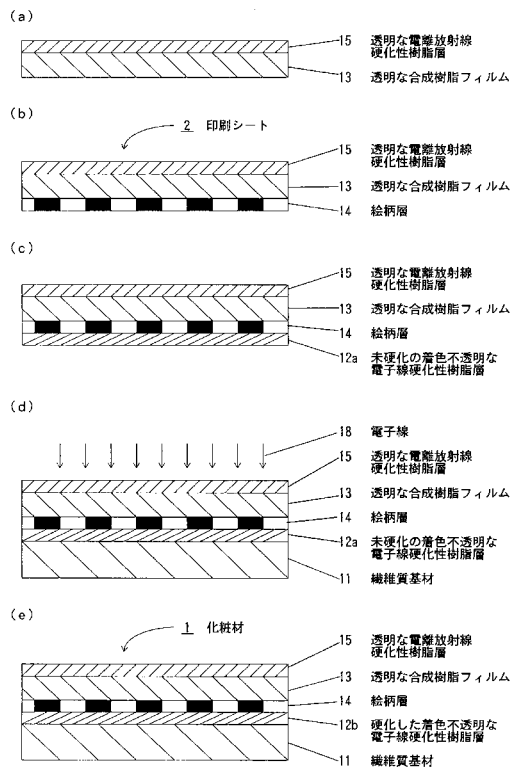 (a)
15 透明な電離放射線
硬化性樹脂層
13 透明な合成樹脂フィルム
(b)
2 印刷シート
15 透明な電離放射線
硬化性樹脂層
13 透明な合成樹脂フィルム
14 絵柄層
(c)
15 透明な電離放射線
硬化性樹脂層
13 透明な合成樹脂フィルム
14 絵柄層
12a 未硬化の着色不透明な
電子線硬化性樹脂層
(d)
18 電子線
15 透明な電離放射線
硬化性樹脂層
13 透明な合成樹脂フィルム
14 絵柄層
12a 未硬化の着色不透明な
電子線硬化性樹脂層
11 繊維質基材
(e)
1 化粧材
15 透明な電離放射線
硬化性樹脂層
13 透明な合成樹脂フィルム
14 絵柄層
12b 硬化した着色不透明な
電子線硬化性樹脂層
11 繊維質基材